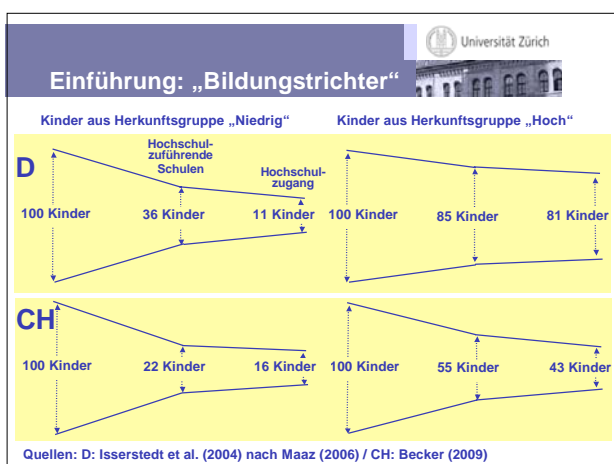 Universität Zürich
Einführung: „Bildungstrichter“
Kinder aus Herkunftsgruppe „Niedrig“
Kinder aus Herkunftsgruppe „Hoch“
D
Hochschul-
zuführende
Schulen
Hochschul-
zugang
100 Kinder
36 Kinder
11 Kinder
100 Kinder
85 Kinder
81 Kinder
CH
100 Kinder
22 Kinder
16 Kinder
100 Kinder
55 Kinder
43 Kinder
Quellen: D: Isserstedt et al. (2004) nach Maaz (2006) / CH: Becker (2009)